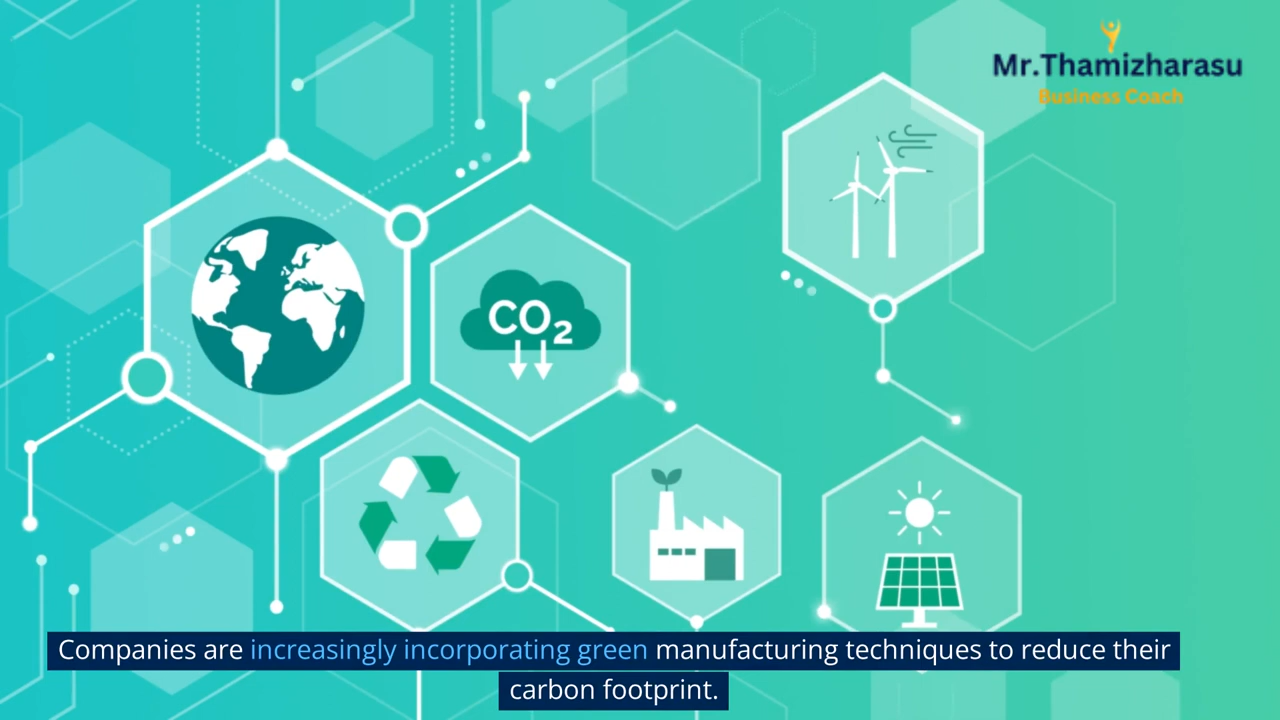 Mr.Thamizharasu
Business Coach
CO2
Companies are increasingly incorporating green manufacturing techniques to reduce their
carbon footprint.